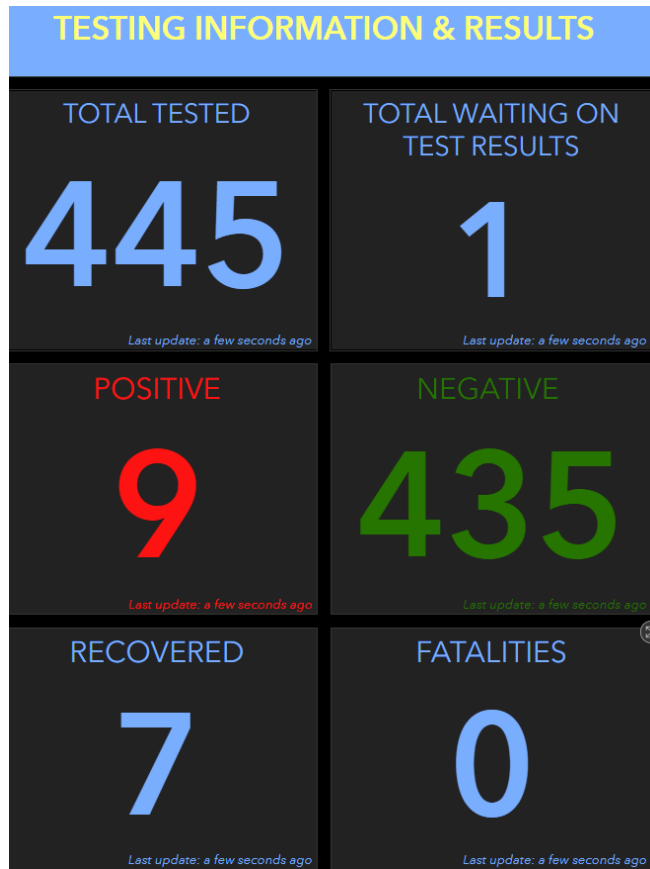 TESTING INFORMATION & RESULTS
TOTAL TESTED
445
Last update: a few seconds ago
TOTAL WAITING ON
TEST RESULTS
1
Last update: a few seconds ago
POSITIVE
9
Last update: a few seconds ago
NEGATIVE
435
Last update: a few seconds ago
RECOVERED
7
Last update: a few seconds ago
FATALITIES
0
Last update: a few seconds ago